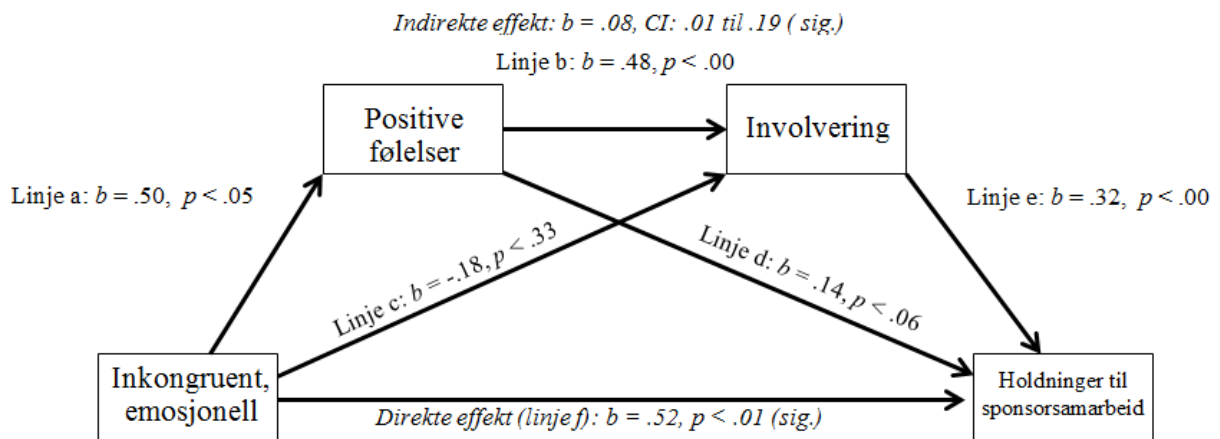 Indirekte effekt: b = .08, CI: .01 til .19 ( sig.)
Linje b: b = .48, p < .00
Positive
følelser
Involvering
Linje a: b = .50,  p < .05
Linje e: b = .32,  p < .00
Linje c: b = -.18, p < .33
Linje d: b = .14, p < .06
Inkongruent,
emosjonell
Holdninger til
sponsorsamarbeid
Direkte effekt (linje f): b = .52, p < .01 (sig.)